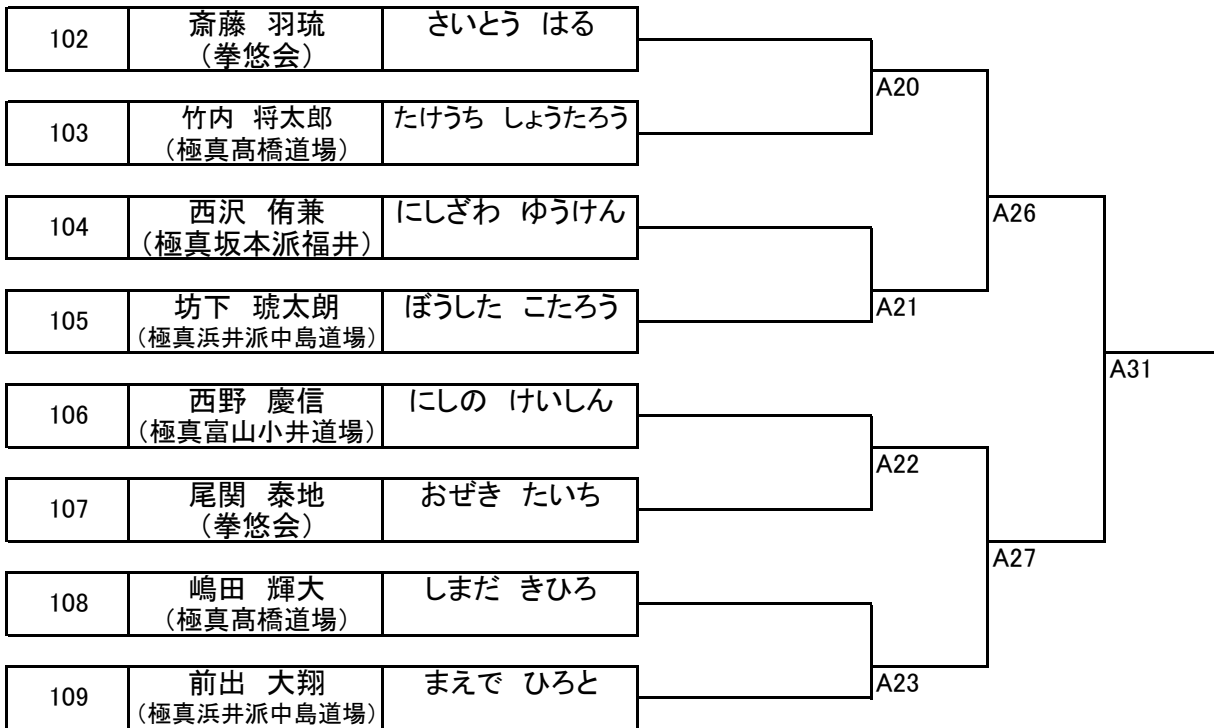 102 斎藤 羽琉 さいとう はる
(拳悠会)
A20
103 竹内 将太郎 たけうち しょうたろう
(極真髙橋道場)
A26
104 西沢 侑兼 にしざわ ゆうけん
(極真坂本派福井)
A21
105 坊下 琥太朗 ぼうした こたろう
(極真浜井派中島道場)
A31
106 西野 慶信 にしの けいしん
(極真富山小井道場)
A22
107 尾関 泰地 おぜき たいち
(拳悠会)
A27
108 嶋田 輝大 しまだ きひろ
(極真髙橋道場)
A23
109 前出 大翔 まえで ひろと
(極真浜井派中島道場)